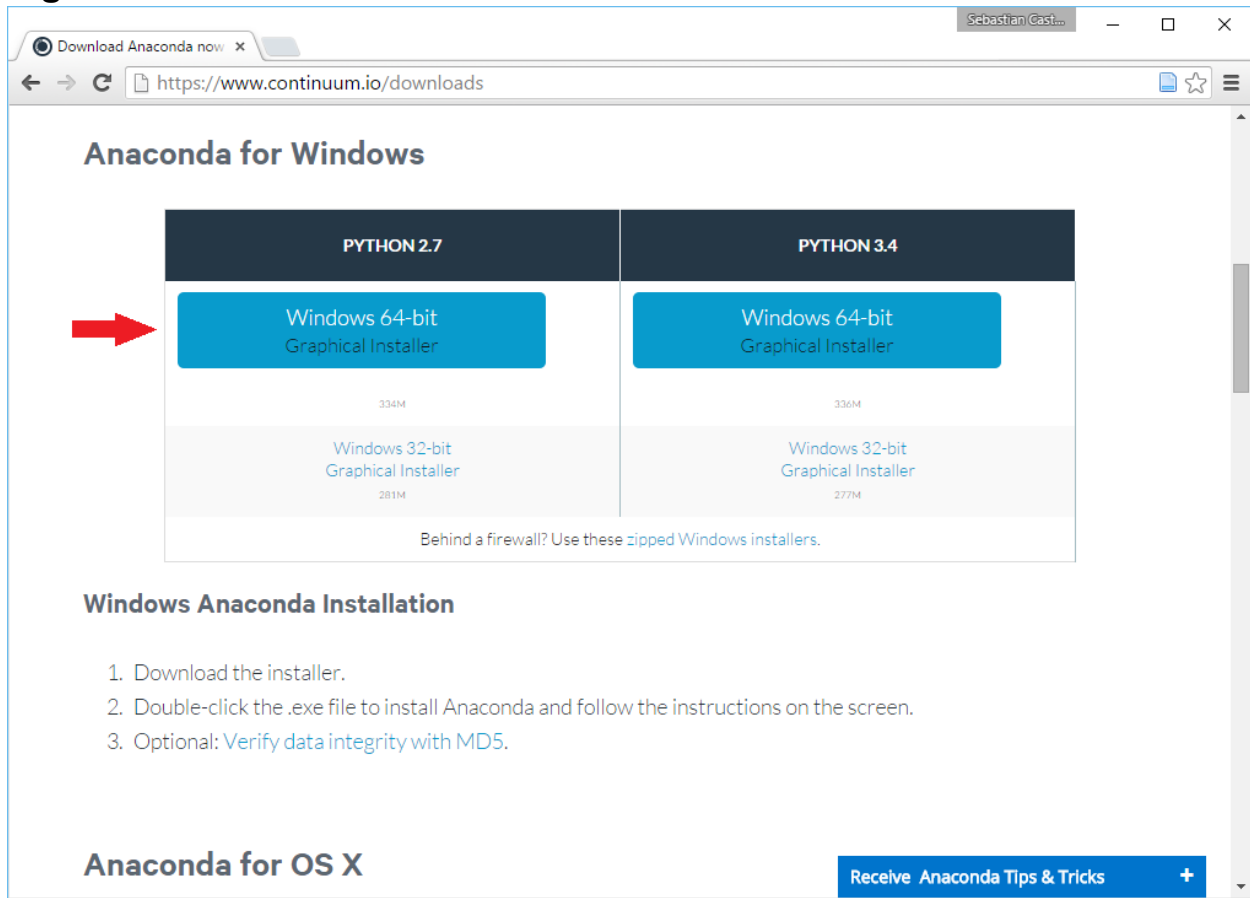 Sebastian Cast...
Download Anaconda now
https://www.continuum.io/downloads
Anaconda for Windows
PYTHON 2.7
PYTHON 3.4
Windows 64-bit
Graphical Installer
Windows 64-bit
Graphical Installer
334M
336M
Windows 32-bit
Graphical Installer
281M
Windows 32-bit
Graphical Installer
277M
Behind a firewall? Use these zipped Windows installers.
Windows Anaconda Installation
1. Download the installer.
2. Double-click the .exe file to install Anaconda and follow the instructions on the screen.
3. Optional: Verify data integrity with MD5.
Anaconda for OS X
Receive Anaconda Tips & Tricks +